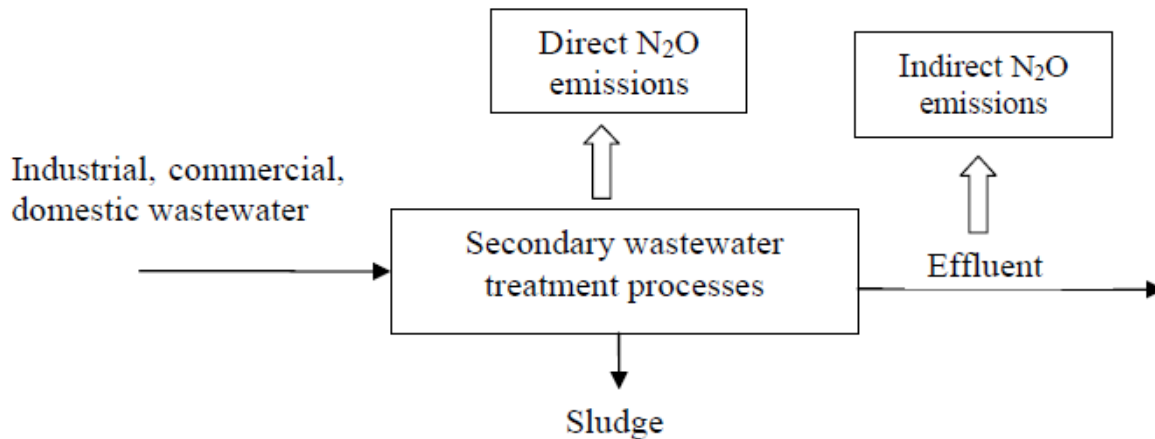 Direct N₂O
emissions
Indirect N₂O
emissions
Industrial, commercial,
domestic wastewater
Secondary wastewater
treatment processes
Effluent
Sludge